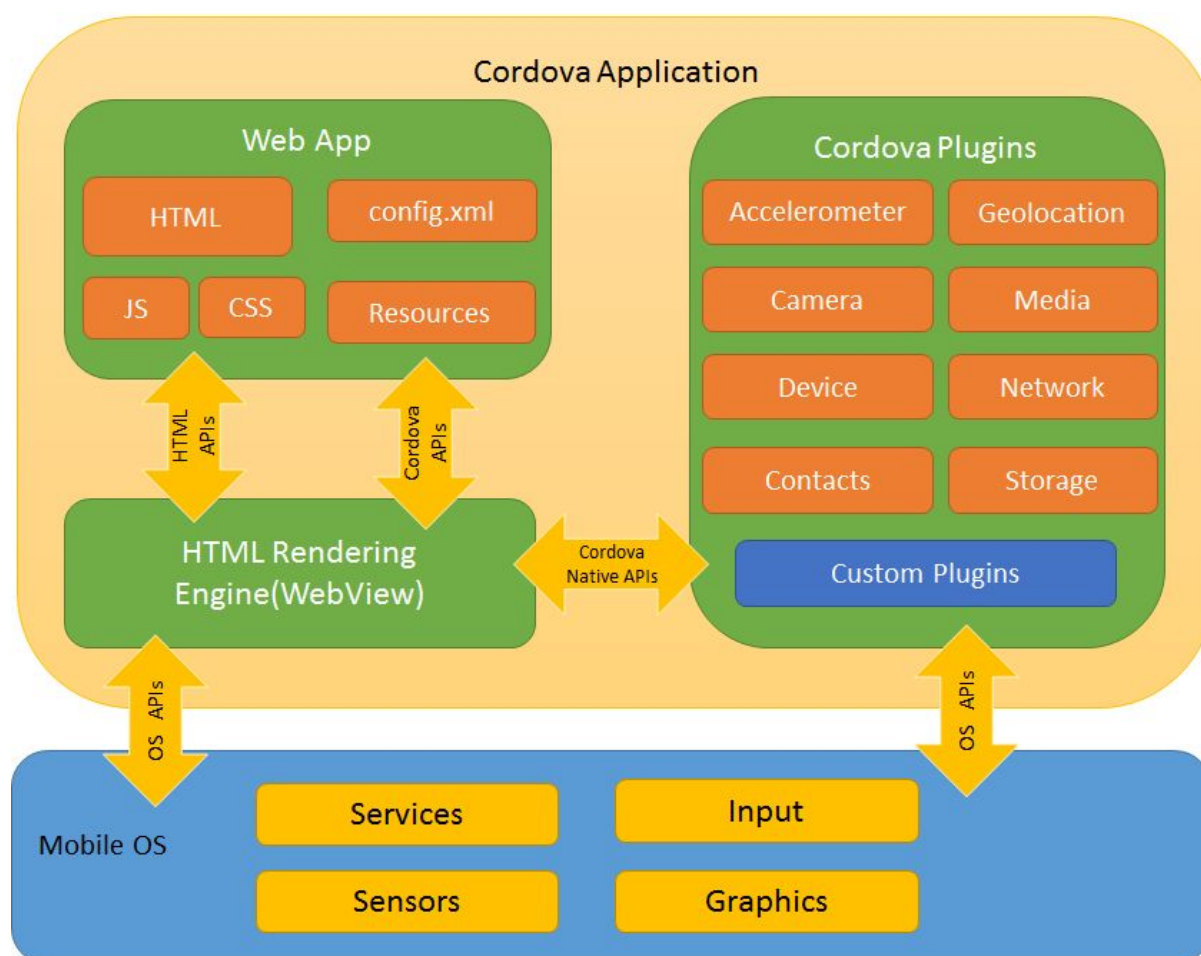 Cordova Application
Web App
HTML
config.xml
JS
CSS
Resources
HTML
APIs
Cordova
APIs
HTML Rendering
Engine(WebView)
Cordova
Native APIs
Cordova Plugins
Accelerometer
Geolocation
Camera
Media
Device
Network
Contacts
Storage
Custom Plugins
OS APIs
OS APIs
Mobile OS
Services
Input
Sensors
Graphics